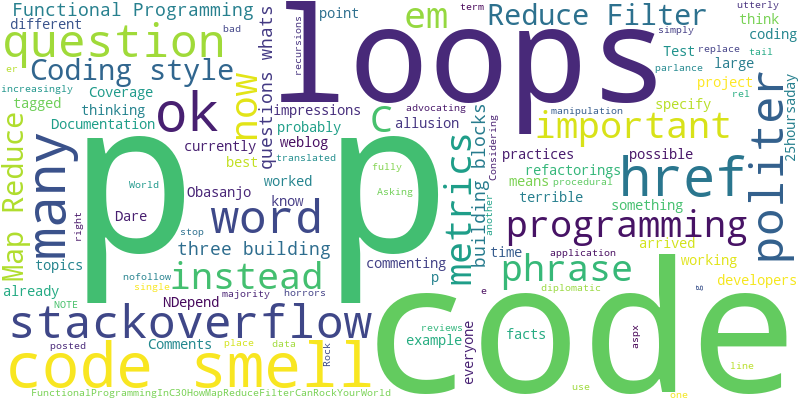 Functional Programming
different
question
Coding style
Coverage
tagged
thinking
Documentation
many
Map Reduce
topics
already
NOTE
posted
Comments
stackoverflow
code smell
FunctionalProgrammingInC30HowMapReduceFilterCanRockYourWorld
er
increasingly
bad
ok
now
questions whats
recursions
point
impressions
probably
weblog
currently
best
translated
Obasanjo
worked
know
Dare
World
right
stop
word
three building
instead
nofollow
single
majority
horrors
NDepend
place
data
Rock
p
p
loops
em
term
Reduce Filter
simply
utterly
think
coding
Test
replace
tail
parlance
large
rel
project
specify
manipulation
important
advocating
c
allusion
Considering
practices
possible
refactorings
means
procedural
terrible
something
href
politer
25hoursaday
metrics
building blocks
another
fully
Asking
programming
arrived
time
working
commenting
p
phrase
application
developers
diplomatic
e
code
reviews
example
everyone
facts
aspx
line
use
one
g